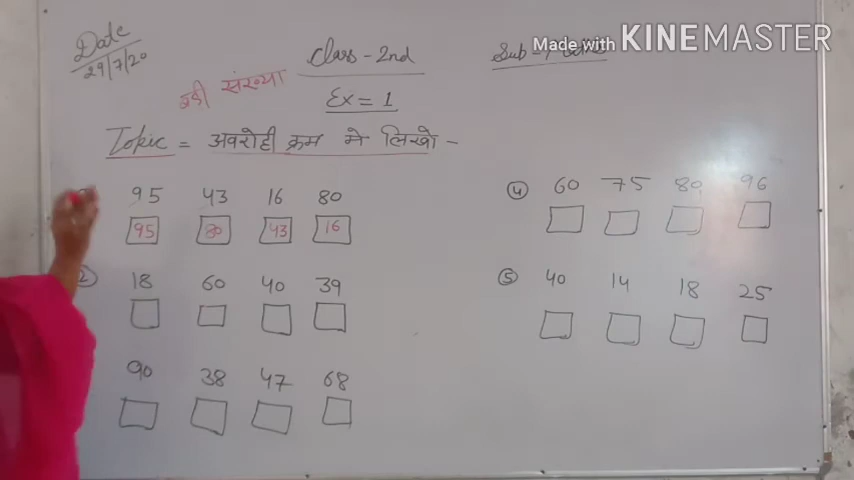 Made with KINEMASTER
Date
29/7/20
Class - 2nd
बड़ी संख्या
Ex = 1
Topic = अवरोही क्रम मे लिखो -
95 43 16 80
95 80 43 16
2 18 60 40 39
90 38 47 68
4 60 75 80 96
5 40 14 18 25